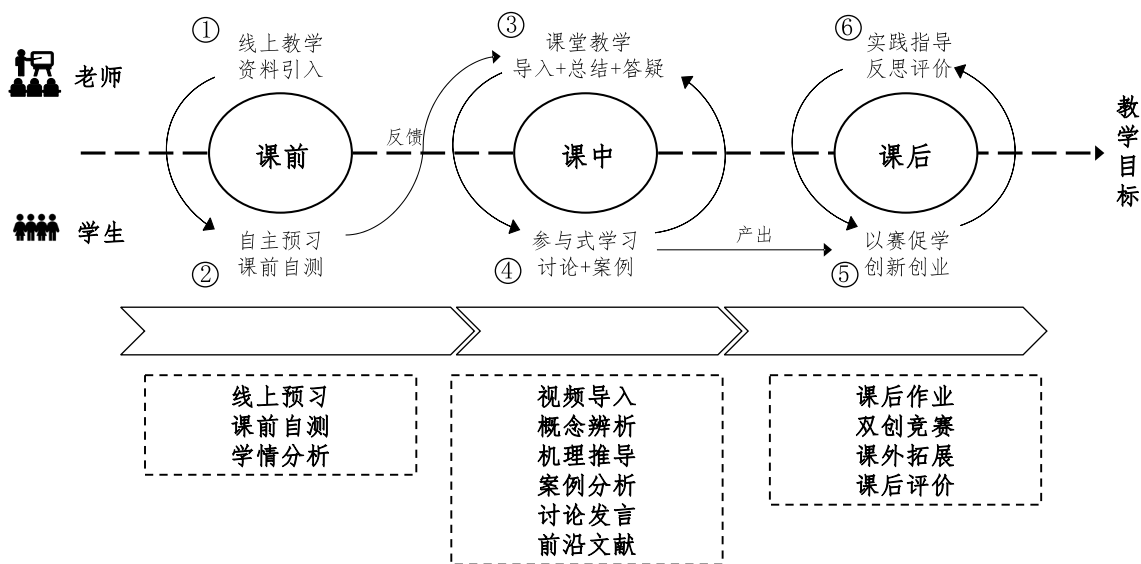 ①
线上教学
资料引入
③
课堂教学
导入+总结+答疑
⑥
实践指导
反思评价
老师
反馈
课前
课中
课后
教学目标
学生
自主预习
课前自测
②
参与式学习
讨论+案例
④
产出
以赛促学
创新创业
⑤
线上预习
课前自测
学情分析
视频导入
概念辨析
机理推导
案例分析
讨论发言
前沿文献
课后作业
双创竞赛
课外拓展
课后评价